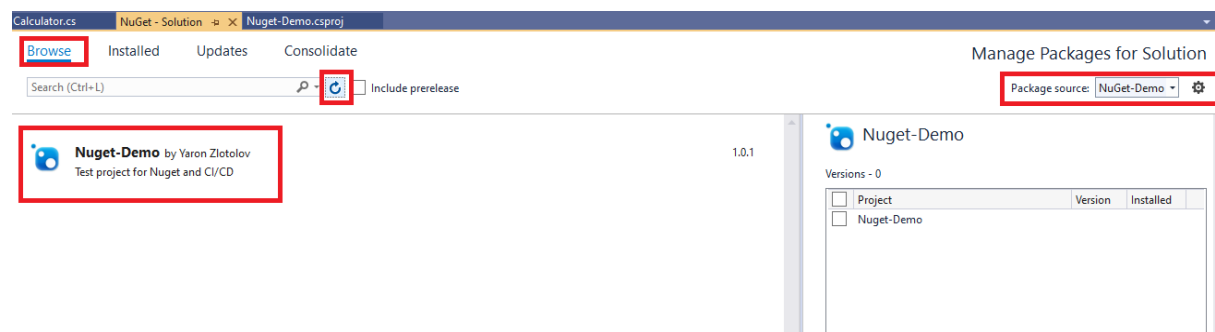 Calculator.cs NuGet - Solution Nuget-Demo.csproj
Browse Installed Updates Consolidate Manage Packages for Solution
Search (Ctrl+L) Include prerelease Package source: NuGet-Demo
Nuget-Demo by Yaron Zlotolov 1.0.1
Test project for Nuget and CI/CD
Nuget-Demo
Versions - 0
Project Version Installed
Nuget-Demo